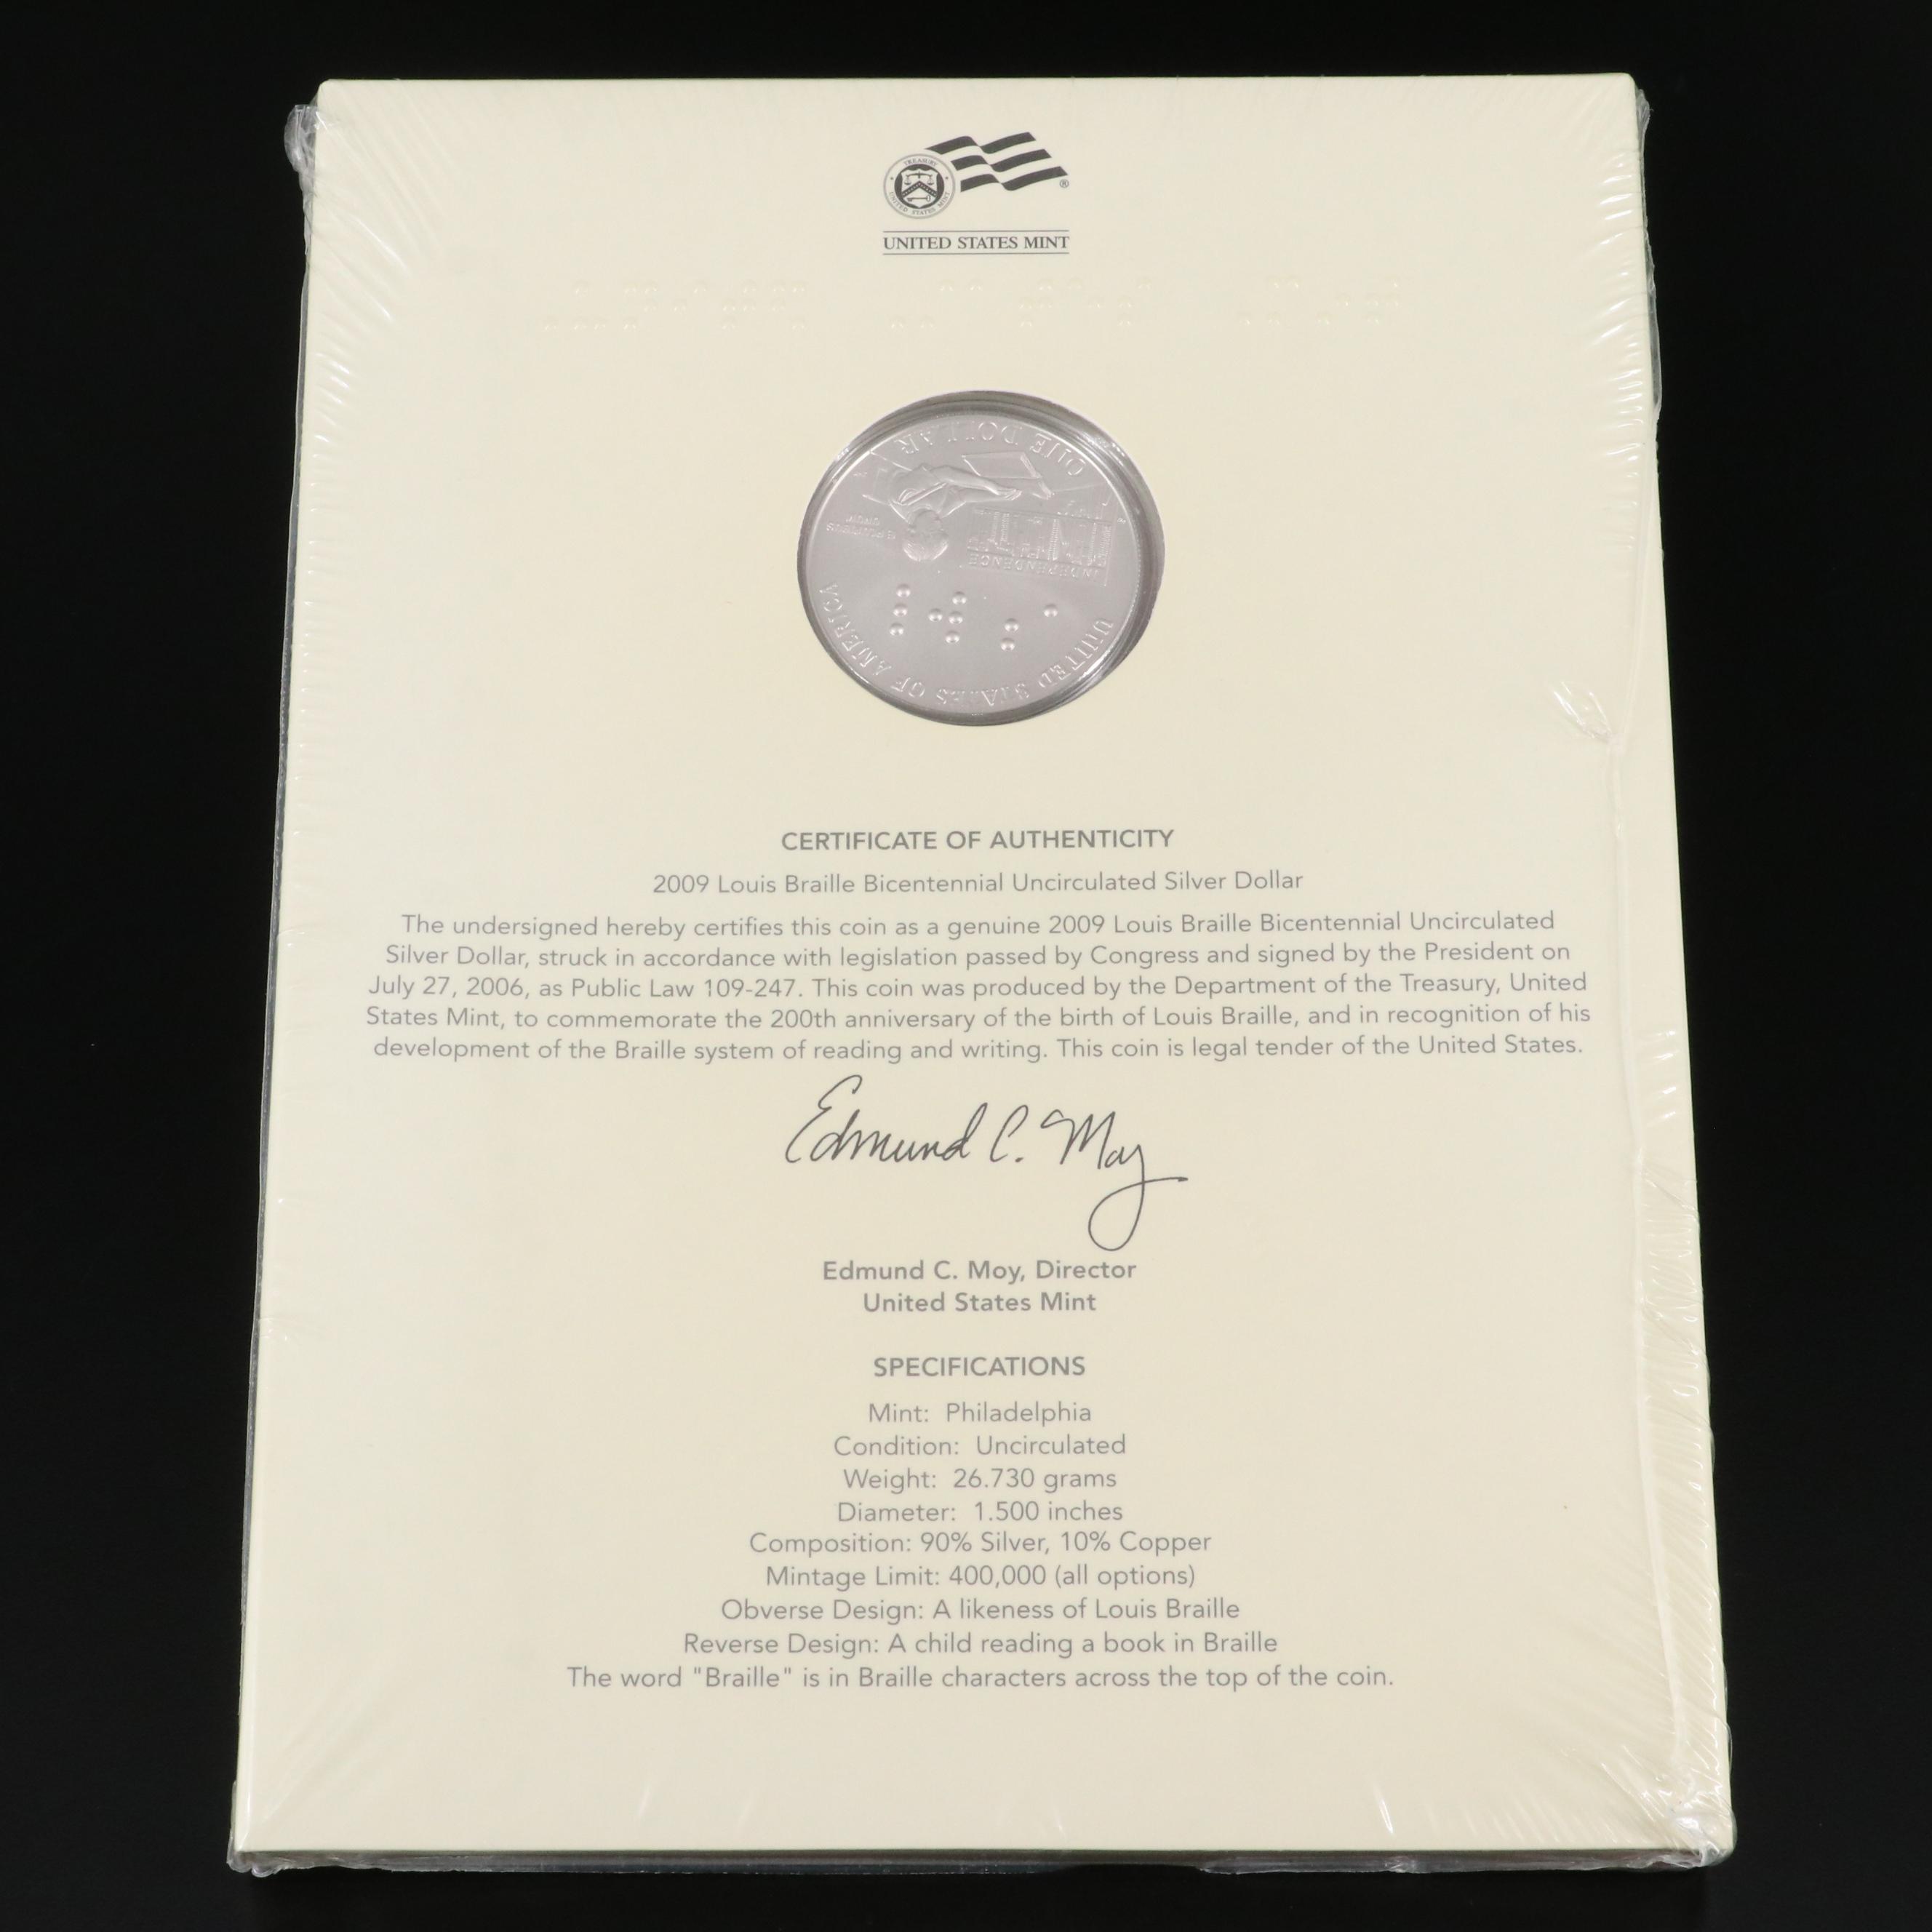 TREASURY
UNITED STATES MINT
®
UNITED STATES MINT
ONE DOLLAR
E PLURIBUS
UNUM
INDEPENDENCE
UNITED STATES OF AMERICA
CERTIFICATE OF AUTHENTICITY
2009 Louis Braille Bicentennial Uncirculated Silver Dollar
The undersigned hereby certifies this coin as a genuine 2009 Louis Braille Bicentennial Uncirculated
Silver Dollar, struck in accordance with legislation passed by Congress and signed by the President on
July 27, 2006, as Public Law 109-247. This coin was produced by the Department of the Treasury, United
States Mint, to commemorate the 200th anniversary of the birth of Louis Braille, and in recognition of his
development of the Braille system of reading and writing. This coin is legal tender of the United States.
Edmund C. Moy
Edmund C. Moy, Director
United States Mint
SPECIFICATIONS
Mint: Philadelphia
Condition: Uncirculated
Weight: 26.730 grams
Diameter: 1.500 inches
Composition: 90% Silver, 10% Copper
Mintage Limit: 400,000 (all options)
Obverse Design: A likeness of Louis Braille
Reverse Design: A child reading a book in Braille
The word "Braille" is in Braille characters across the top of the coin.